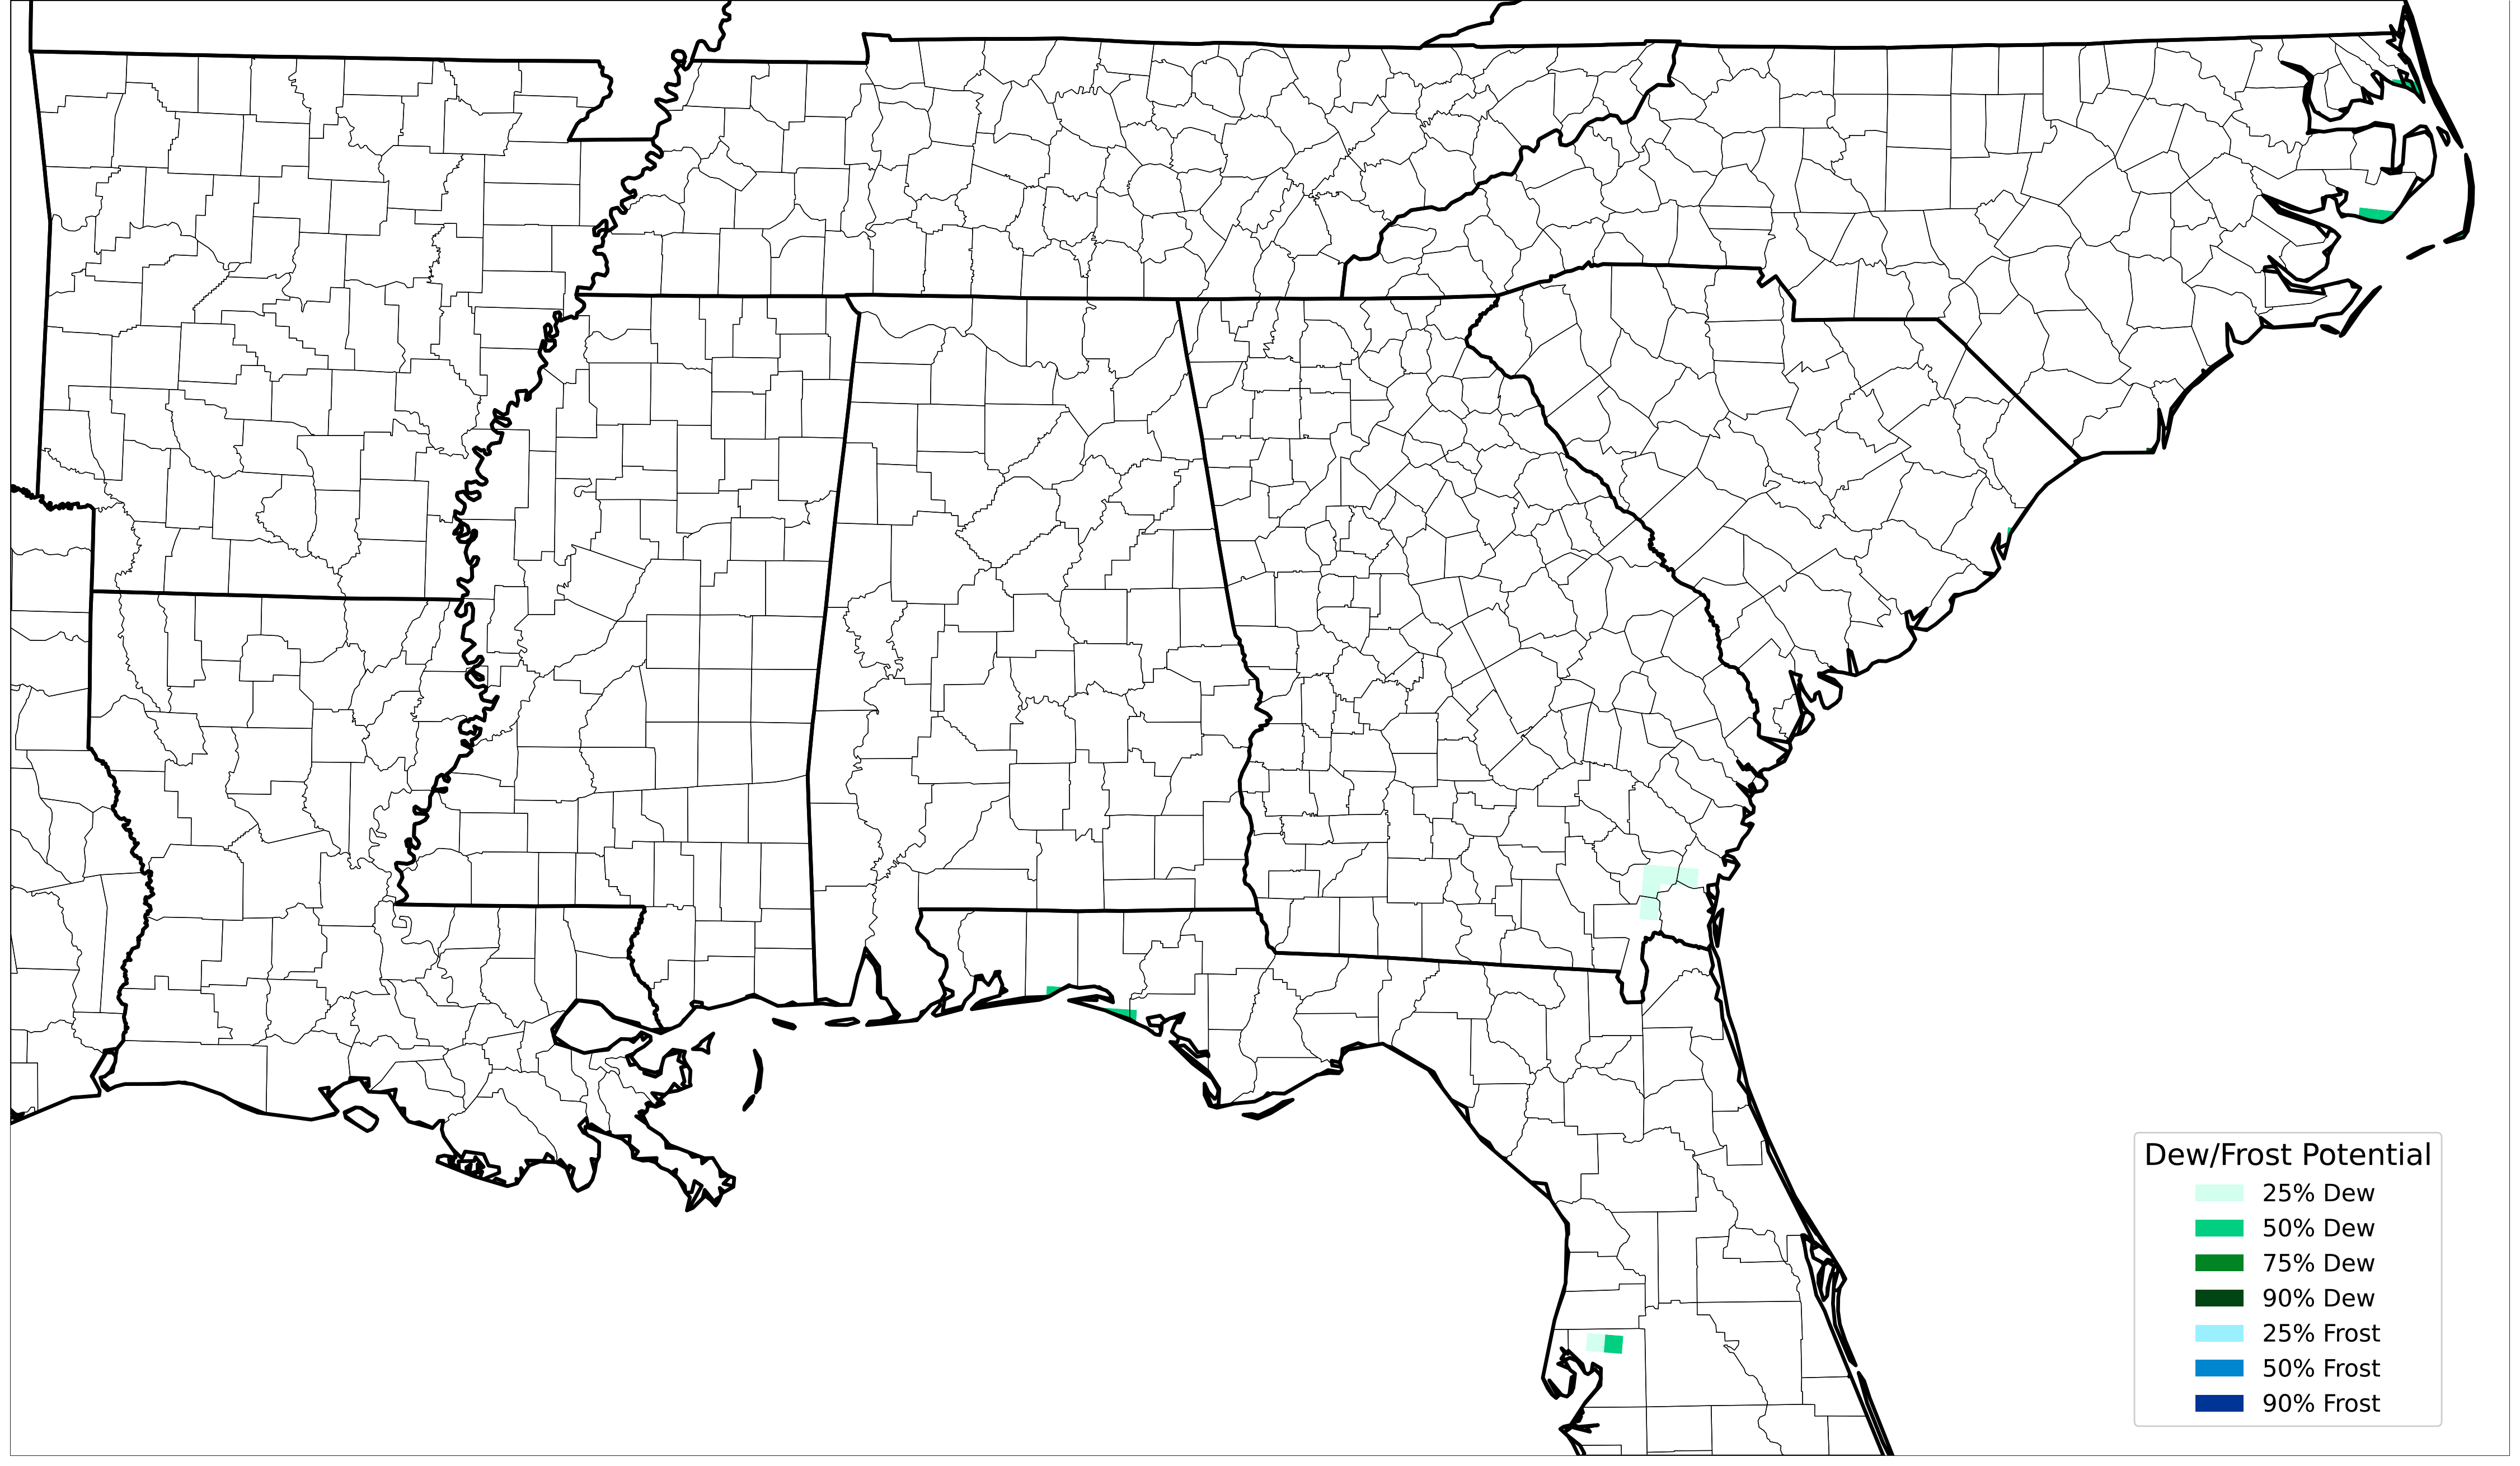 Dew/Frost Potential
25% Dew
50% Dew
75% Dew
90% Dew
25% Frost
50% Frost
90% Frost